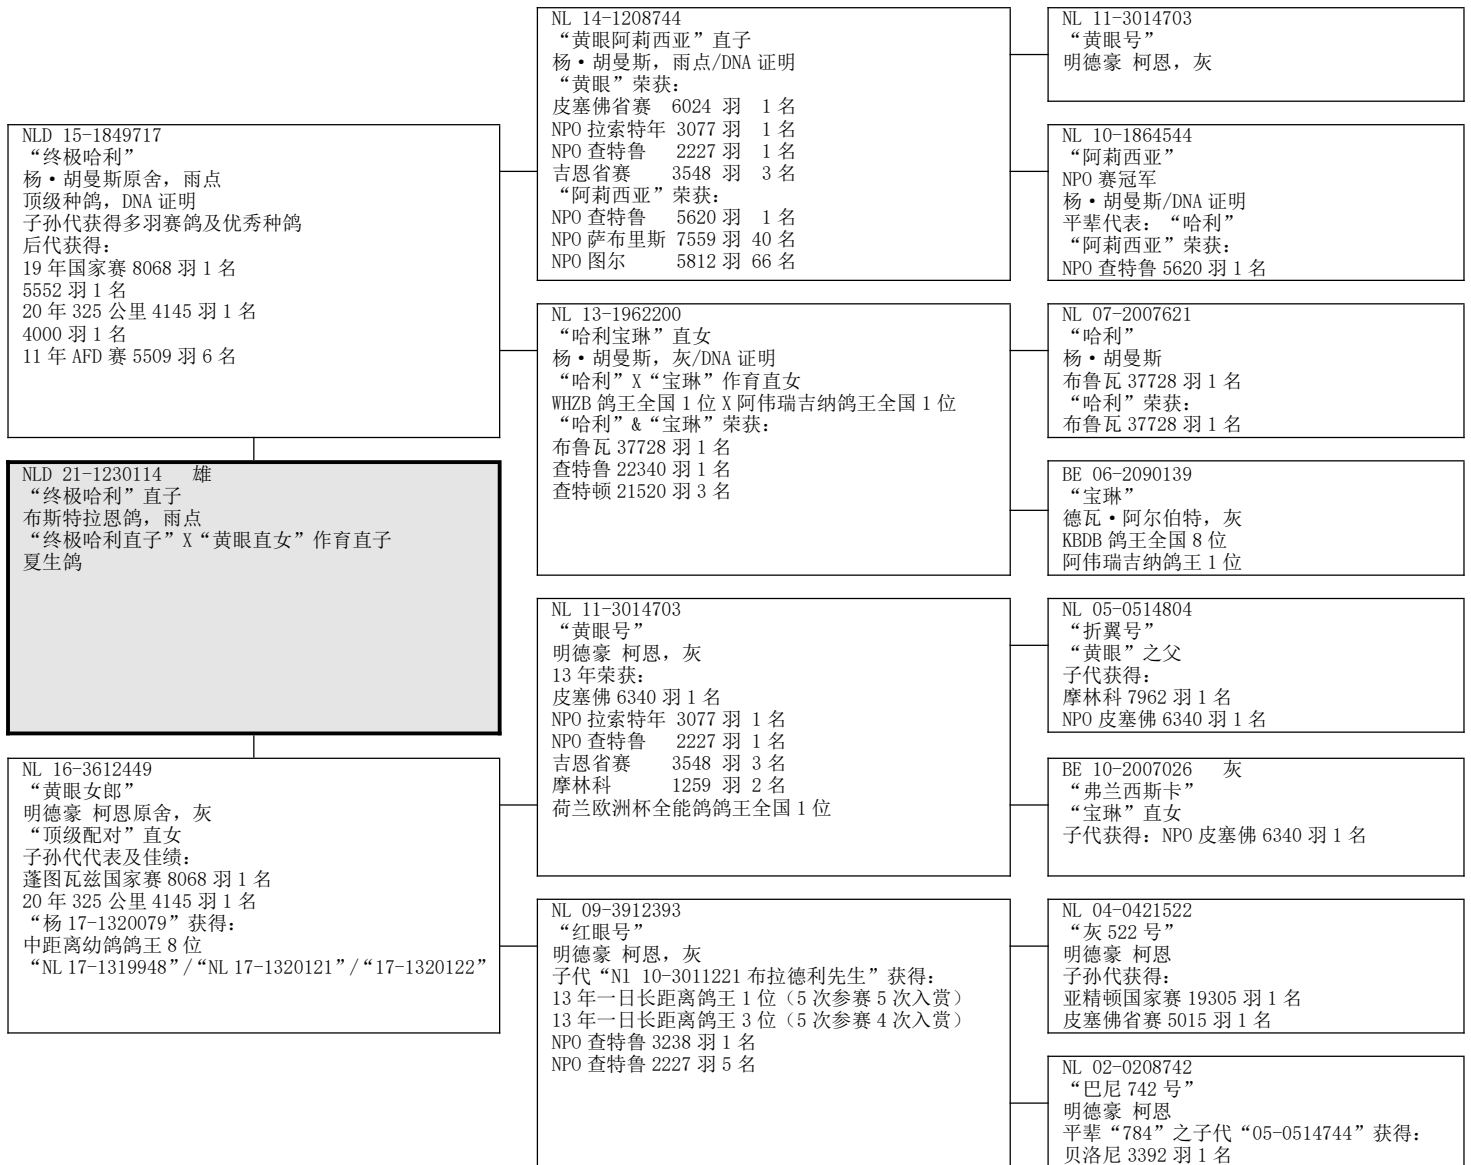 NLD 15-1849717
“终极哈利”
杨·胡曼斯原舍，雨点
顶级种鸽，DNA 证明
子孙代获得多羽赛鸽及优秀种鸽
后代获得：
19 年国家赛 8068 羽 1 名
5552 羽 1 名
20 年 325 公里 4145 羽 1 名
4000 羽 1 名
11 年 AFD 赛 5509 羽 6 名
NLD 21-1230114 雄
“终极哈利”直子
布斯特拉恩鸽，雨点
“终极哈利直子”X“黄眼直女”作育直子
夏生鸽
NL 16-3612449
“黄眼女郎”
明德豪 柯恩原舍，灰
“顶级配对”直女
子孙代代表及佳绩：
蓬图瓦兹国家赛 8068 羽 1 名
20 年 325 公里 4145 羽 1 名
“杨 17-1320079”获得：
中距离幼鸽鸽王 8 位
“NL 17-1319948”/“NL 17-1320121”/“17-1320122”
NL 14-1208744
“黄眼阿莉西亚”直子
杨·胡曼斯，雨点/DNA 证明
“黄眼”荣获：
皮塞佛省赛 6024 羽 1 名
NPO 拉索特年 3077 羽 1 名
NPO 查特鲁 2227 羽 1 名
吉恩省赛 3548 羽 3 名
“阿莉西亚”荣获：
NPO 查特鲁 5620 羽 1 名
NPO 萨布里斯 7559 羽 40 名
NPO 图尔 5812 羽 66 名
NL 13-1962200
“哈利宝琳”直女
杨·胡曼斯，灰/DNA 证明
“哈利”X“宝琳”作育直女
WHZB 鸽王全国 1 位 X 阿伟瑞吉纳鸽王全国 1 位
“哈利”&“宝琳”荣获：
布鲁瓦 37728 羽 1 名
查特鲁 22340 羽 1 名
查特顿 21520 羽 3 名
NL 11-3014703
“黄眼号”
明德豪 柯恩，灰
13 年荣获：
皮塞佛 6340 羽 1 名
NPO 拉索特年 3077 羽 1 名
NPO 查特鲁 2227 羽 1 名
吉恩省赛 3548 羽 3 名
摩林科 1259 羽 2 名
荷兰欧洲杯全能鸽鸽王全国 1 位
NL 09-3912393
“红眼号”
明德豪 柯恩，灰
子代“Nl 10-3011221 布拉德利先生”获得：
13 年一日长距离鸽王 1 位（5 次参赛 5 次入赏）
13 年一日长距离鸽王 3 位（5 次参赛 4 次入赏）
NPO 查特鲁 3238 羽 1 名
NPO 查特鲁 2227 羽 5 名
NL 11-3014703
“黄眼号”
明德豪 柯恩，灰
NL 10-1864544
“阿莉西亚”
NPO 赛冠军
杨·胡曼斯/DNA 证明
平辈代表：“哈利”
“阿莉西亚”荣获：
NPO 查特鲁 5620 羽 1 名
NL 07-2007621
“哈利”
杨·胡曼斯
布鲁瓦 37728 羽 1 名
“哈利”荣获：
布鲁瓦 37728 羽 1 名
BE 06-2090139
“宝琳”
德瓦·阿尔伯特，灰
KBDB 鸽王全国 8 位
阿伟瑞吉纳鸽王 1 位
NL 05-0514804
“折翼号”
“黄眼”之父
子代获得：
摩林科 7962 羽 1 名
NPO 皮塞佛 6340 羽 1 名
BE 10-2007026 灰
“弗兰西斯卡”
“宝琳”直女
子代获得：NPO 皮塞佛 6340 羽 1 名
NL 04-0421522
“灰 522 号”
明德豪 柯恩
子孙代获得：
亚精顿国家赛 19305 羽 1 名
皮塞佛省赛 5015 羽 1 名
NL 02-0208742
“巴尼 742 号”
明德豪 柯恩
平辈“784”之子代“05-0514744”获得：
贝洛尼 3392 羽 1 名